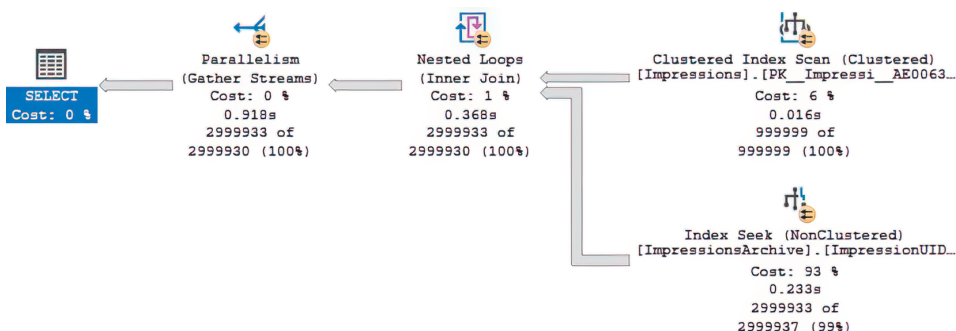 SELECT
Cost: 0 %
Parallelism
(Gather Streams)
Cost: 0 %
0.918s
2999933 of
2999930 (100%)
Nested Loops
(Inner Join)
Cost: 1 %
0.368s
2999933 of
2999930 (100%)
Clustered Index Scan (Clustered)
[Impressions].[PK__Impressi__AE0063…
Cost: 6 %
0.016s
999999 of
999999 (100%)
Index Seek (NonClustered)
[ImpressionsArchive].[ImpressionUID…
Cost: 93 %
0.233s
2999933 of
2999937 (99%)